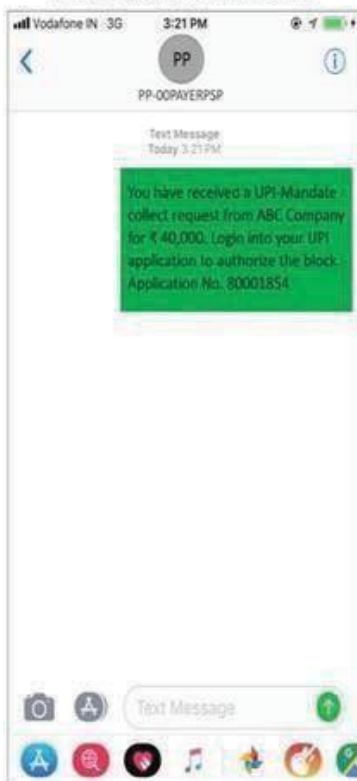 Vodafone IN 3G 3:21 PM
PP
PP-OOPAYERPSP
Text Message
Today 3:21 PM
You have received a UPI-Mandate
collect request from ABC Company
for ₹ 40,000. Login into your UPI
application to authorize the block.
Application No. 80001854
Text Message